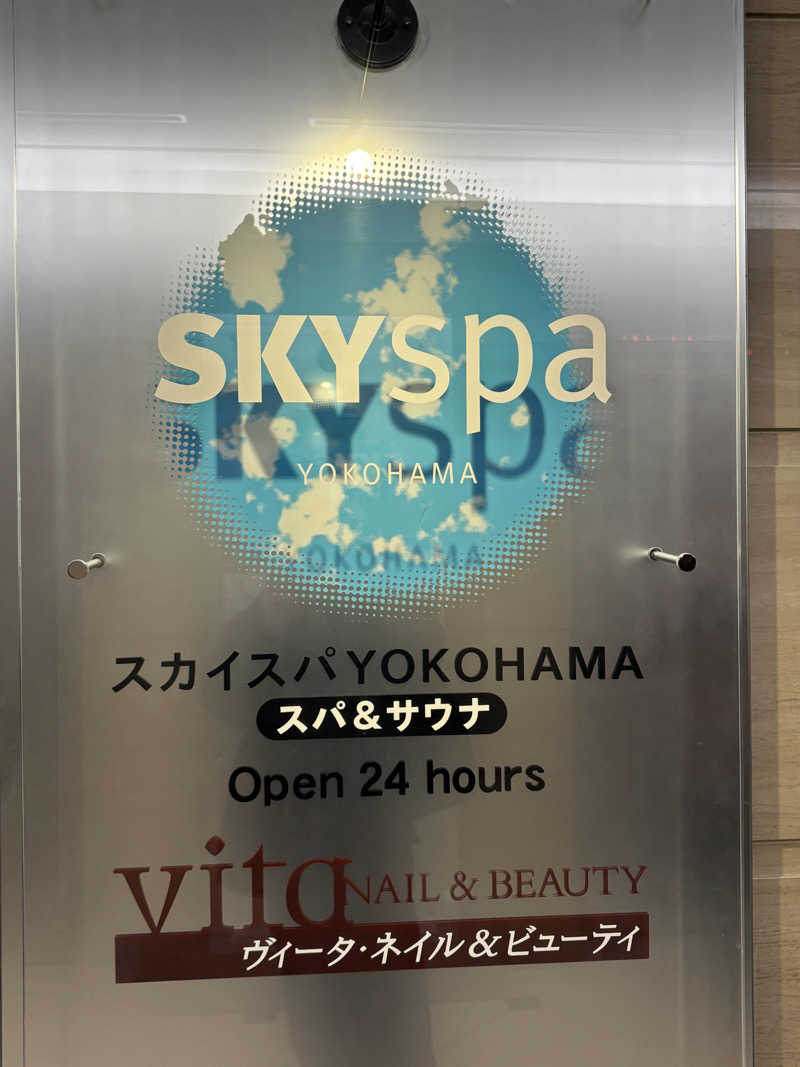 SKYspa
YOKOHAMA
スカイスパYOKOHAMA
スパ&サウナ
Open 24 hours
vita NAIL & BEAUTY
ヴィータ・ネイル&ビューティ